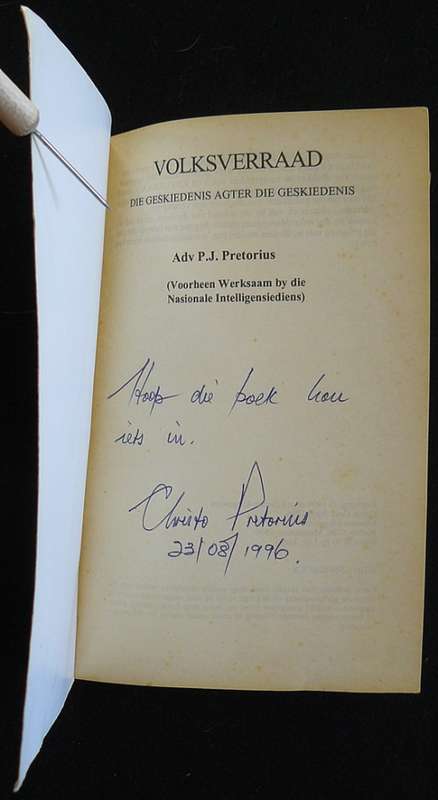 VOLKSVERRAAD
DIE GESKIEDENIS AGTER DIE GESKIEDENIS
Adv P.J. Pretorius
(Voorheen Werksaam by die
Nasionale Intelligensiediens)
Hoop die boek hou
iets in.
Christo Pretorius
23/08/1996.